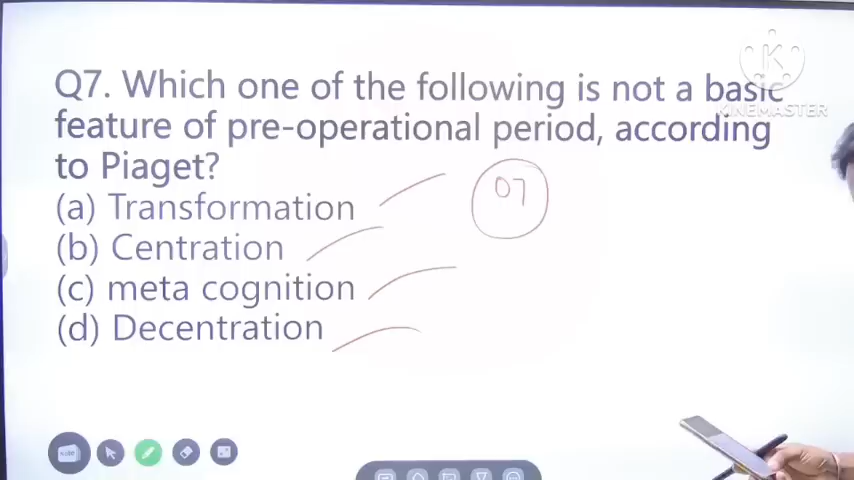 Q7. Which one of the following is not a basic
KINEMASTER
feature of pre-operational period, according
to Piaget?
07
(a) Transformation
(b) Centration
(c) meta cognition
(d) Decentration